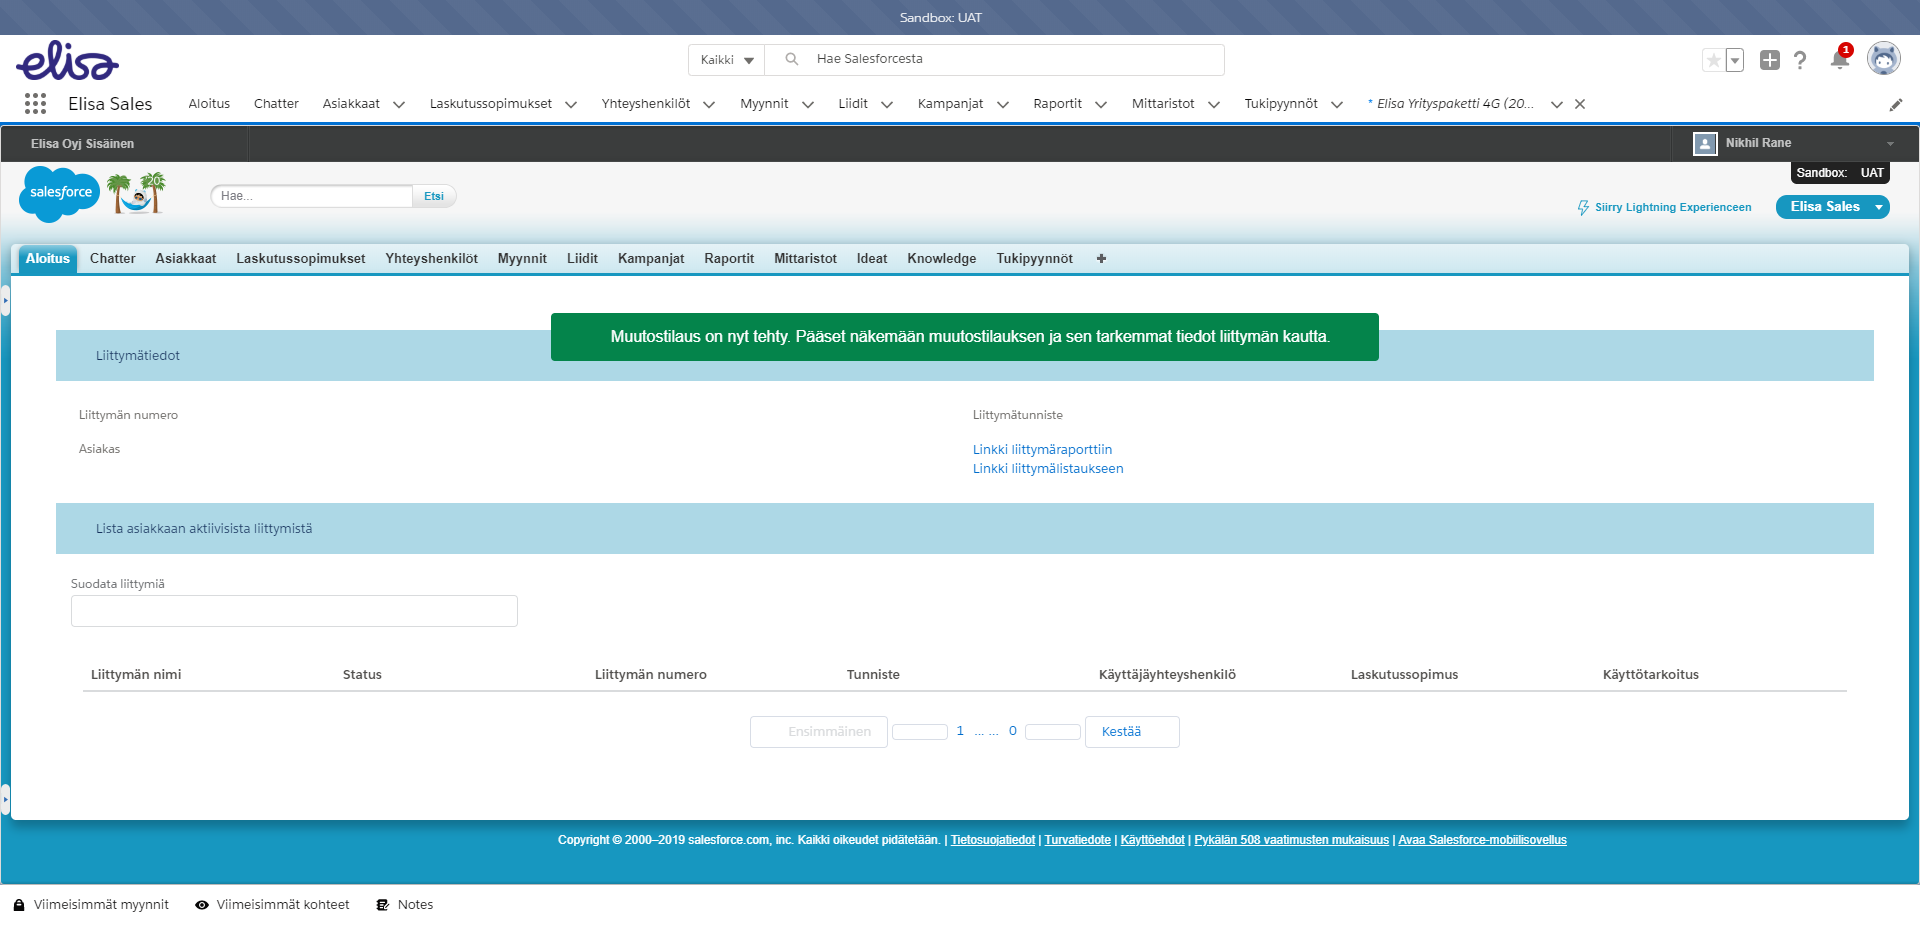 Sandbox: UAT
elisa
Kaikki
Hae Salesforcesta
1
Elisa Sales
Aloitus
Chatter
Asiakkaat
Laskutussopimukset
Yhteyshenkilöt
Myynnit
Liidit
Kampanjat
Raportit
Mittaristot
Tukipyynnöt
* Elisa Yrityspaketti 4G (20...
Elisa Oyj Sisäinen
Nikhil Rane
Sandbox: UAT
salesforce
20
Hae...
Etsi
Siirry Lightning Experienceen
Elisa Sales
Aloitus
Chatter
Asiakkaat
Laskutussopimukset
Yhteyshenkilöt
Myynnit
Liidit
Kampanjat
Raportit
Mittaristot
Ideat
Knowledge
Tukipyynnöt
Muutostilaus on nyt tehty. Pääset näkemään muutostilauksen ja sen tarkemmat tiedot liittymän kautta.
Liittymätiedot
Liittymän numero
Liittymätunniste
Asiakas
Linkki liittymäraporttiin
Linkki liittymälistaukseen
Lista asiakkaan aktiivisista liittymistä
Suodata liittymiä
Liittymän nimi
Status
Liittymän numero
Tunniste
Käyttäjäyhteyshenkilö
Laskutussopimus
Käyttötarkoitus
Ensimmäinen
1 ... ... 0
Kestää
Copyright © 2000–2019 salesforce.com, inc. Kaikki oikeudet pidätetään. | Tietosuojatiedot | Turvatiedote | Käyttöehdot | Pykälän 508 vaatimusten mukaisuus | Avaa Salesforce-mobiilisovellus
Viimeisimmät myynnit
Viimeisimmät kohteet
Notes